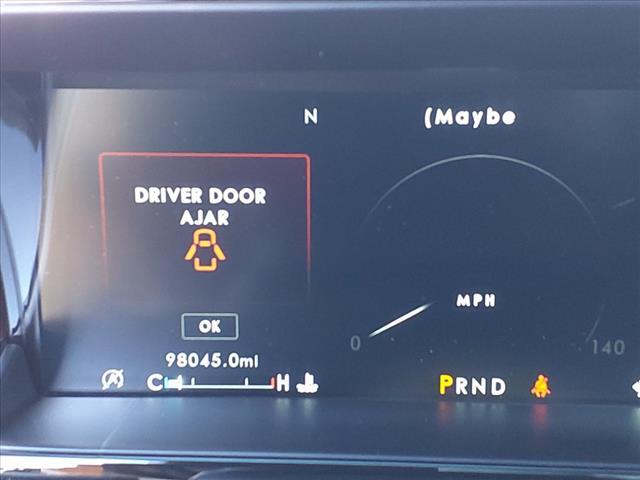 N
(Maybe
DRIVER DOOR
AJAR
OK
MPH
98045.0mi
0
140
C H
PRND